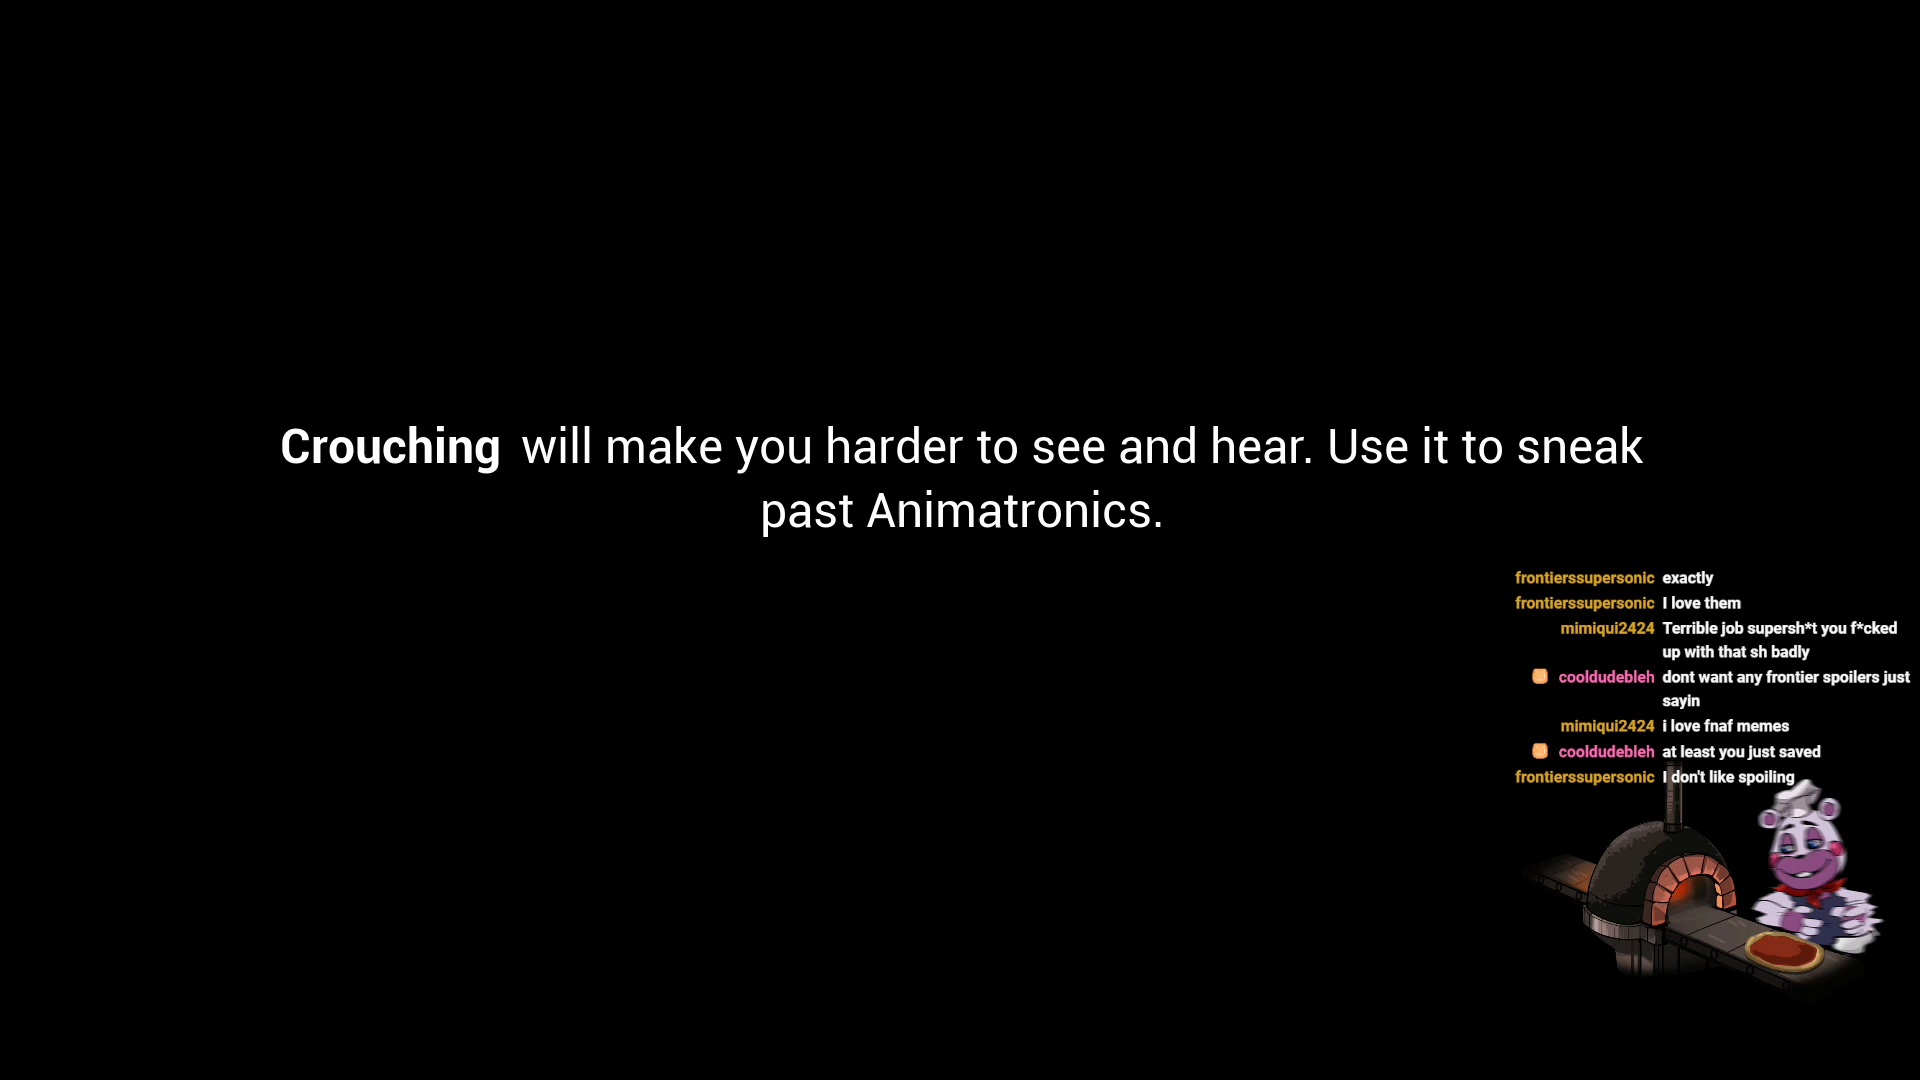 Crouching will make you harder to see and hear. Use it to sneak
past Animatronics.
frontierssupersonic exactly
frontierssupersonic I love them
mimiqui2424 Terrible job supersh*t you f*cked
up with that sh badly
cooldudebleh dont want any frontier spoilers just
sayin
mimiqui2424 i love fnaf memes
cooldudebleh at least you just saved
frontierssupersonic I don't like spoiling